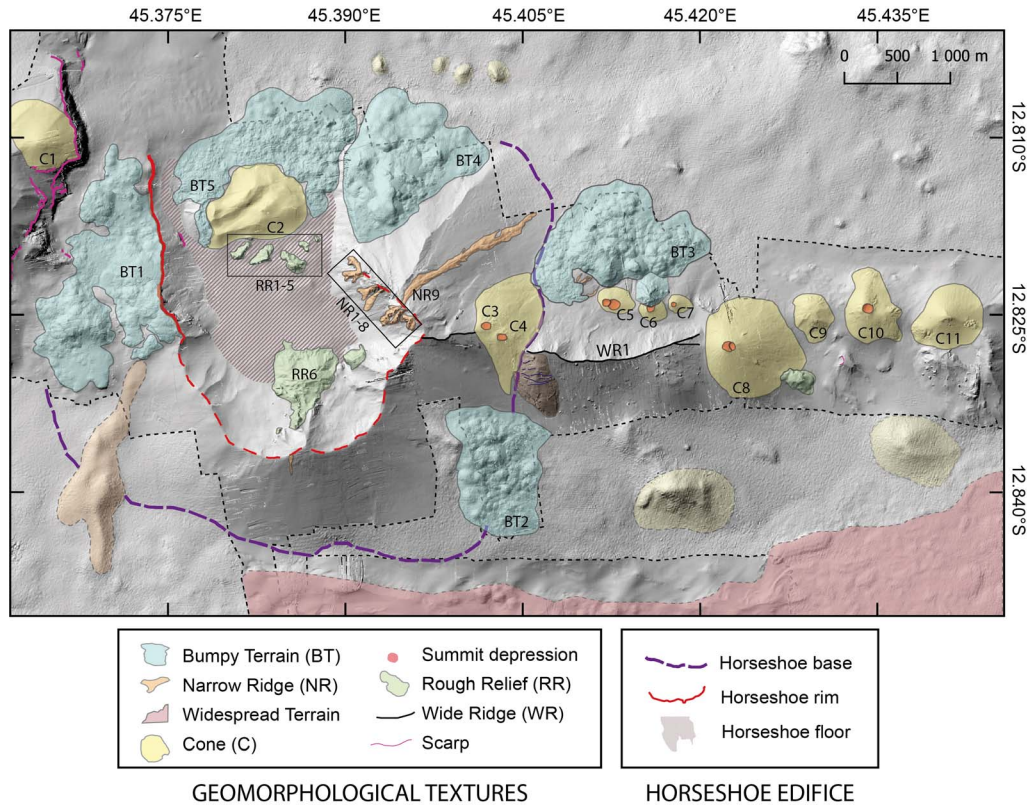 45.375°E 45.390°E 45.405°E 45.420°E 45.435°E
0 500 1 000 m
12.810°S
C1
BT5
BT4
C2
BT1
BT3
RR1-5
NR1-8
NR9
C3
C4
C5
C6
C7
C9
C10
C11
12.825°S
WR1
RR6
C8
BT2
12.840°S
Bumpy Terrain (BT)
Narrow Ridge (NR)
Widespread Terrain
Cone (C)
Summit depression
Rough Relief (RR)
Wide Ridge (WR)
Scarp
Horseshoe base
Horseshoe rim
Horseshoe floor
GEOMORPHOLOGICAL TEXTURES
HORSESHOE EDIFICE